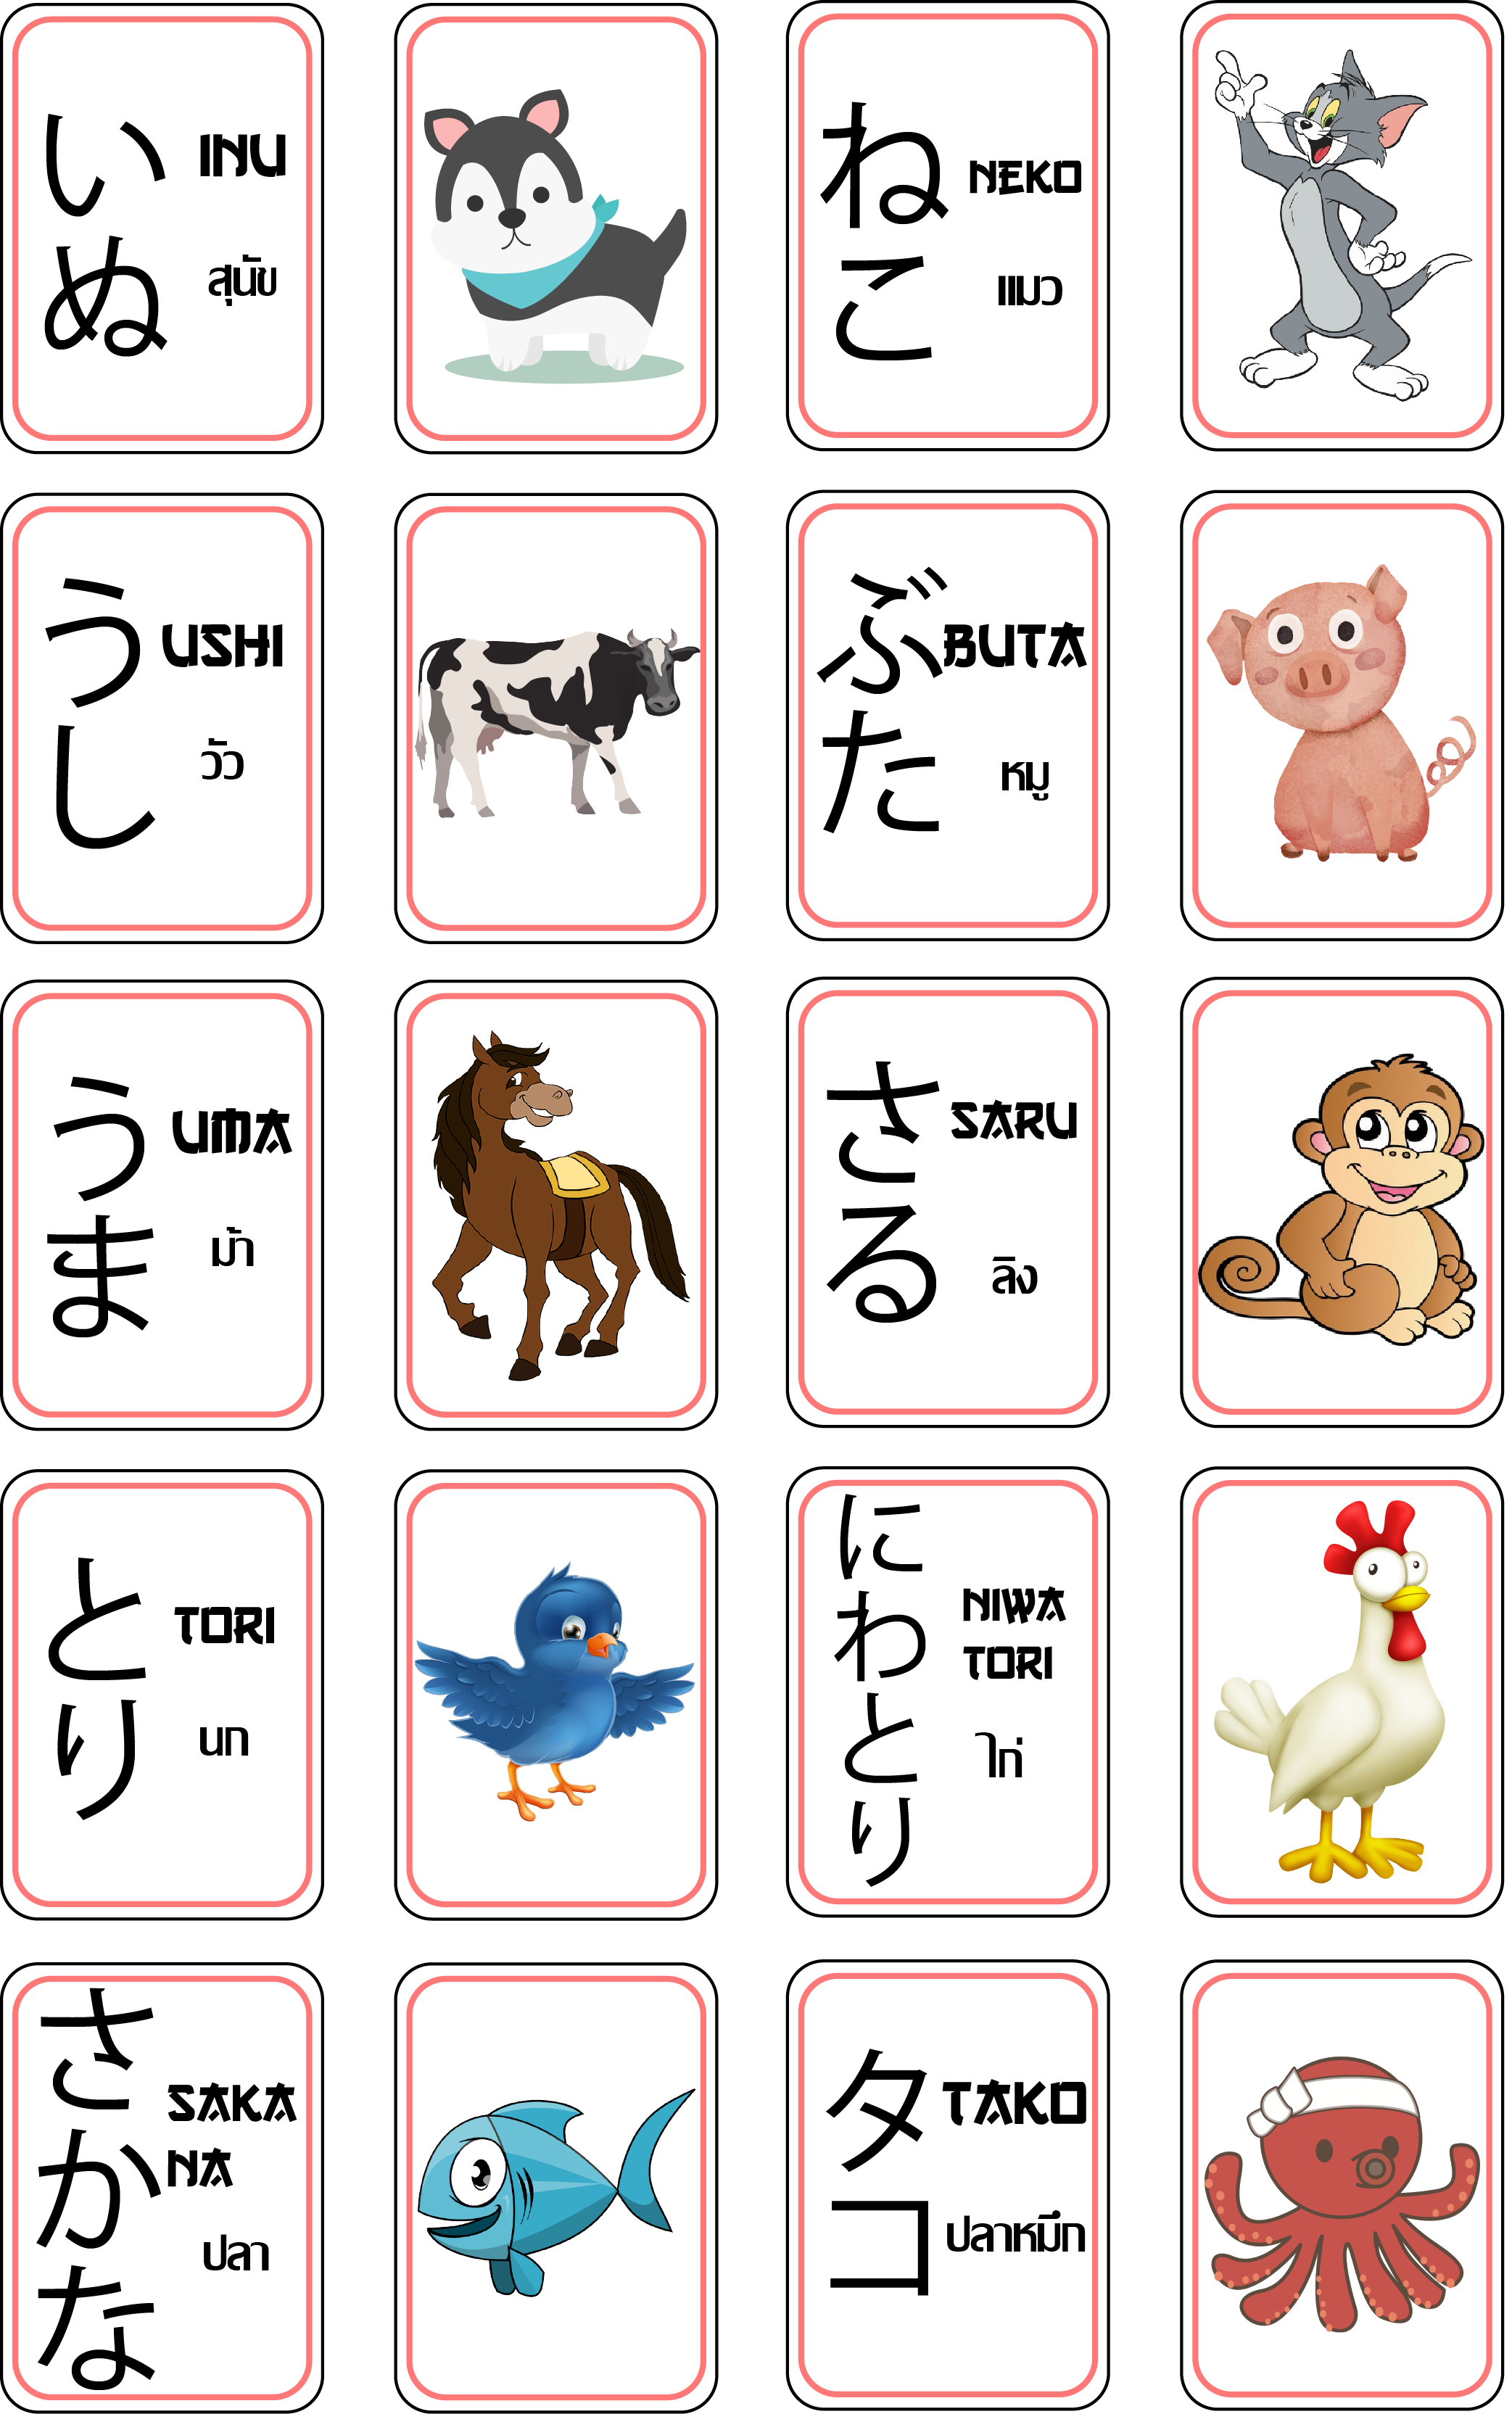 いぬ
INU
สุนัข
ねこ
NEKO
แมว
うし
USHI
วัว
ぶた
BUTA
หมู
うま
UMA
ม้า
さる
SARU
ลิง
とり
TORI
นก
にわとり
NIWA
TORI
ไก่
さかな
SAKA
NA
ปลา
タコ
TAKO
ปลาหมึก